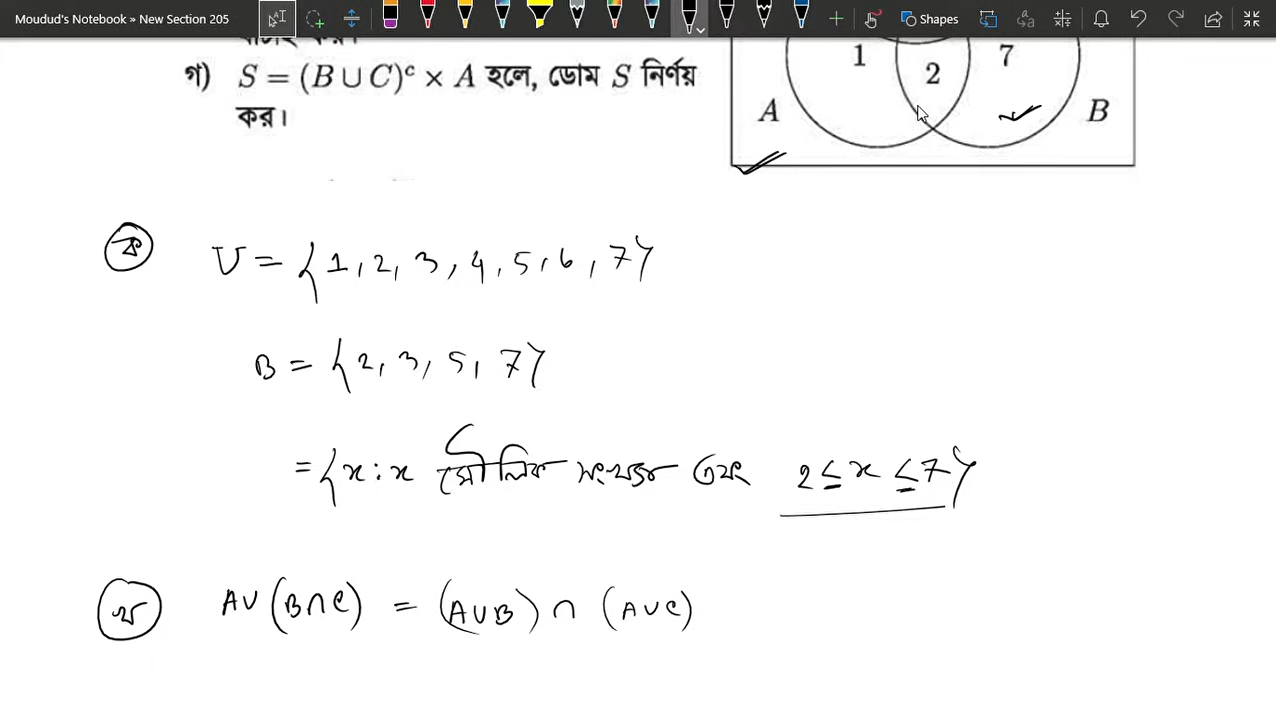 Moudud's Notebook » New Section 205
Shapes
গ) S = (B ∪ C)ᶜ × A হলে, ডোম S নির্ণয়
কর।
1 2 7
A B
ক U = {1, 2, 3, 4, 5, 6, 7}
B = {2, 3, 5, 7}
= {x : x মৌলিক সংখ্যা এবং 2 ≤ x ≤ 7}
খ A∪(B∩C) = (A∪B) ∩ (A∪C)